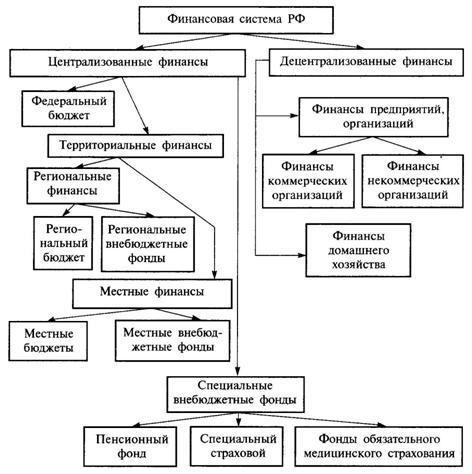 Финансовая система РФ
Централизованные финансы
Децентрализованные финансы
Федеральный
бюджет
Финансы предприятий,
организаций
Территориальные финансы
Региональные
финансы
Финансы
коммерческих
организаций
Финансы
некоммерческих
организаций
Регио-
нальный
бюджет
Региональные
внебюджетные
фонды
Финансы
домашнего
хозяйства
Местные финансы
Местные
бюджеты
Местные внебюд-
жетные фонды
Специальные
внебюджетные фонды
Пенсионный
фонд
Специальный
страховой
Фонды обязательного
медицинского страхования